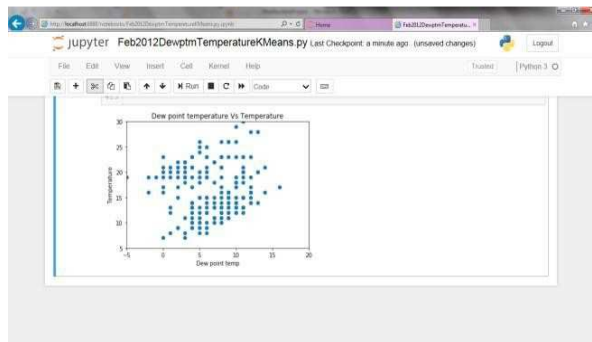 Home
jupyter Feb2012DewptmTemperatureKMeans.py Last Checkpoint: a minute ago (unsaved changes)
Logout
File Edit View Insert Cell Kernel Help
Trusted
Python 3
Run
Code
Dew point temperature Vs Temperature
30
25
20
15
10
5
Temperature
-5 0 5 10 15 20
Dew point temp